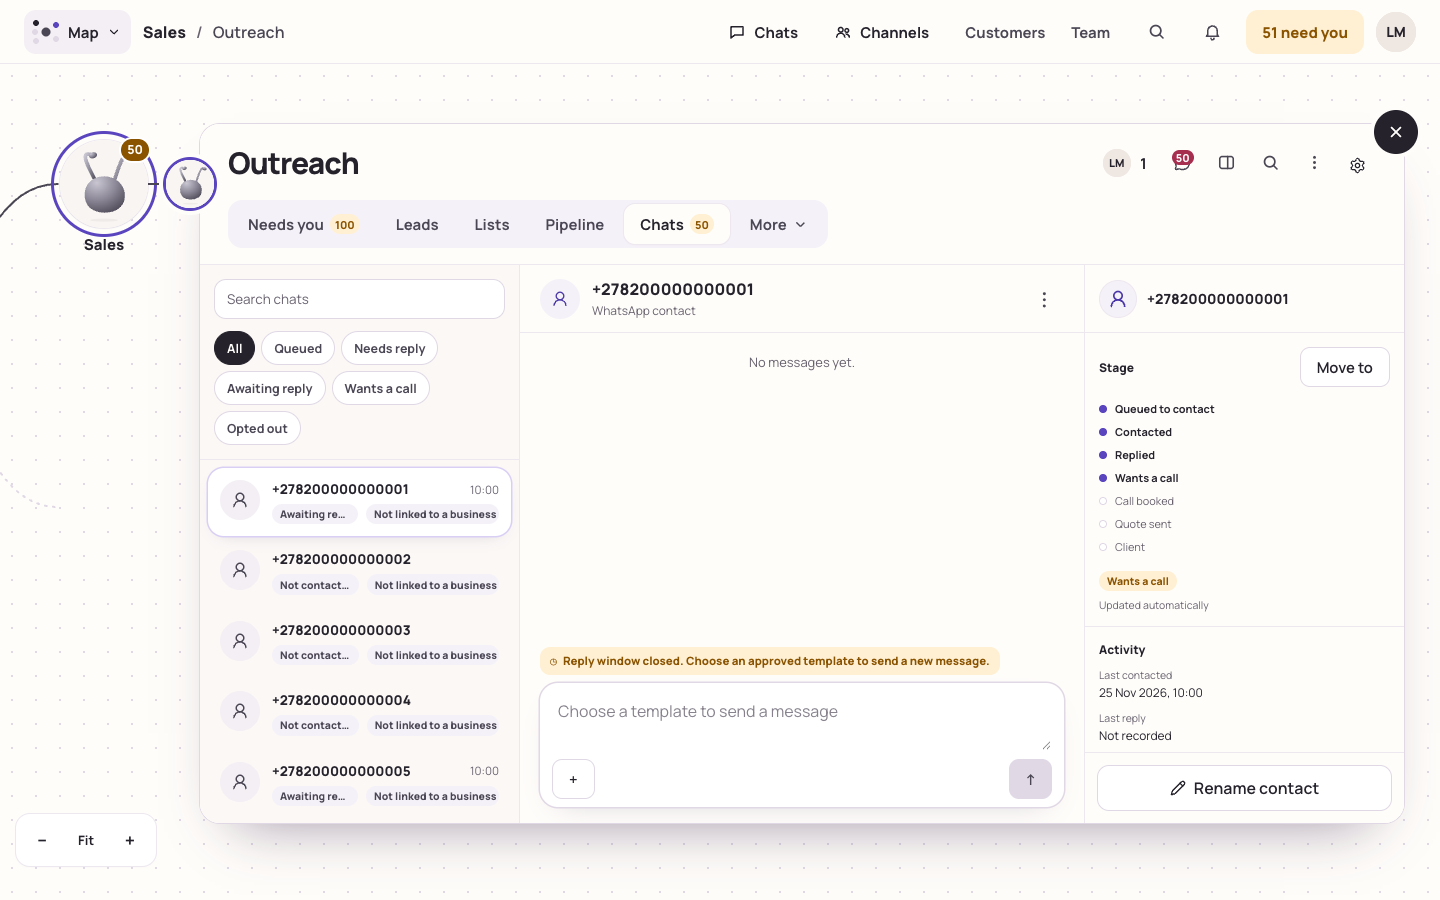 Map
Sales / Outreach
Chats
Channels
Customers
Team
51 need you
LM
50
Sales
Outreach
LM 1
50
Needs you 100
Leads
Lists
Pipeline
Chats 50
More
Search chats
All
Queued
Needs reply
Awaiting reply
Wants a call
Opted out
+278200000000001 10:00
Awaiting re... Not linked to a business
+278200000000002
Not contact... Not linked to a business
+278200000000003
Not contact... Not linked to a business
+278200000000004
Not contact... Not linked to a business
+278200000000005 10:00
Awaiting re... Not linked to a business
+278200000000001
WhatsApp contact
No messages yet.
Reply window closed. Choose an approved template to send a new message.
Choose a template to send a message
+
↑
+278200000000001
Stage
Move to
Queued to contact
Contacted
Replied
Wants a call
Call booked
Quote sent
Client
Wants a call
Updated automatically
Activity
Last contacted
25 Nov 2026, 10:00
Last reply
Not recorded
Rename contact
− Fit +